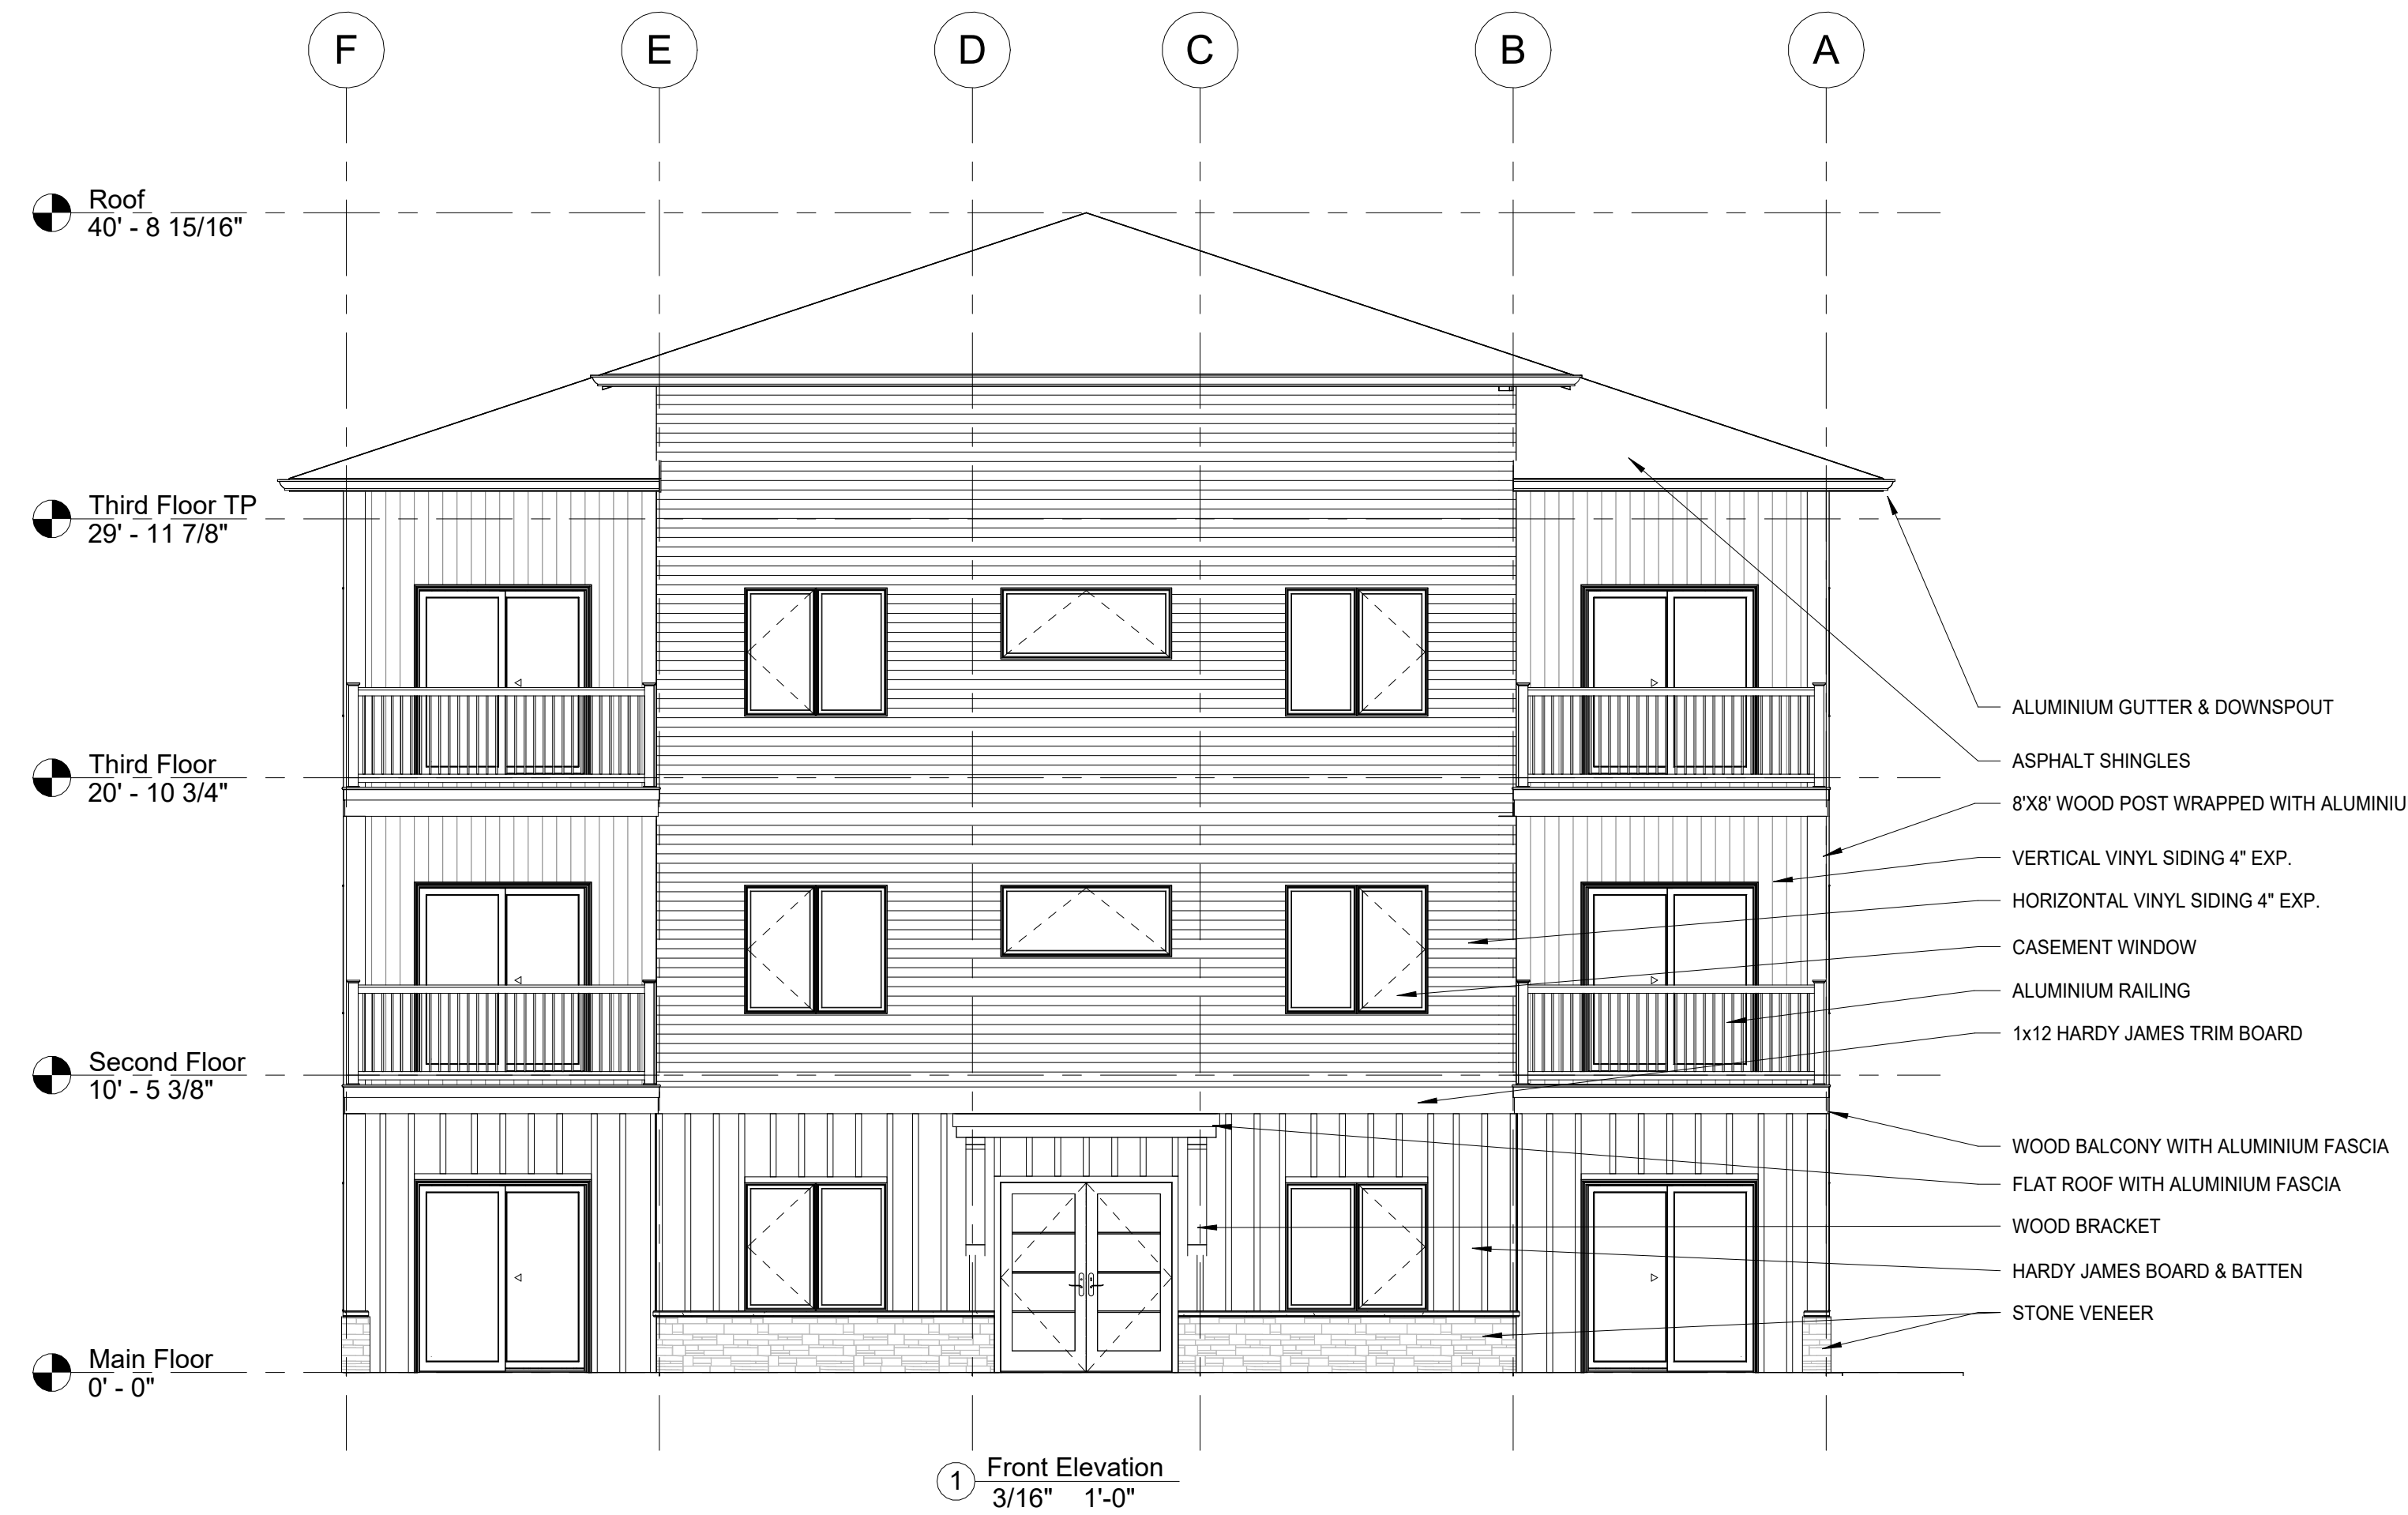 F E D C B A
Roof
40' - 8 15/16"
Third Floor TP
29' - 11 7/8"
Third Floor
20' - 10 3/4"
Second Floor
10' - 5 3/8"
Main Floor
0' - 0"
ALUMINIUM GUTTER & DOWNSPOUT
ASPHALT SHINGLES
8'X8' WOOD POST WRAPPED WITH ALUMINIU
VERTICAL VINYL SIDING 4" EXP.
HORIZONTAL VINYL SIDING 4" EXP.
CASEMENT WINDOW
ALUMINIUM RAILING
1x12 HARDY JAMES TRIM BOARD
WOOD BALCONY WITH ALUMINIUM FASCIA
FLAT ROOF WITH ALUMINIUM FASCIA
WOOD BRACKET
HARDY JAMES BOARD & BATTEN
STONE VENEER
1 Front Elevation
3/16" 1'-0"